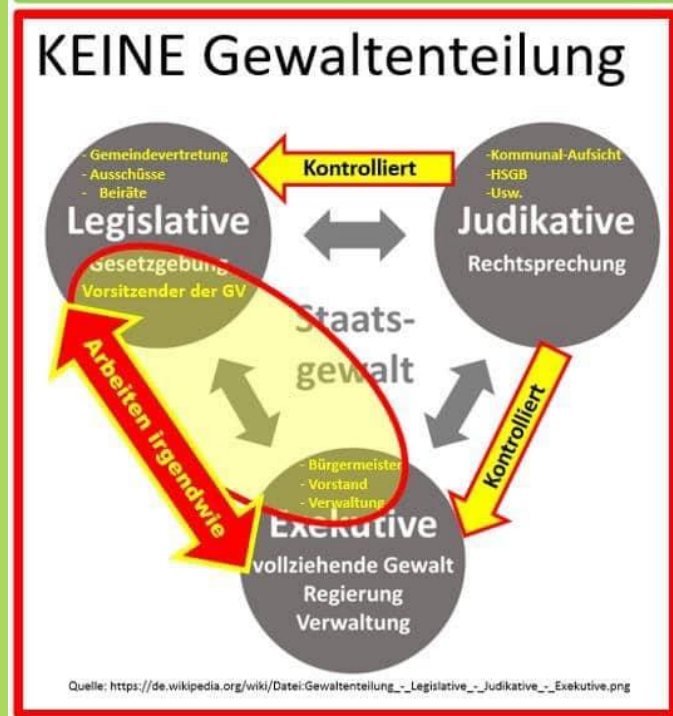 KEINE Gewaltenteilung
- Gemeindevertretung
- Ausschüsse
- Beiräte
Legislative
Gesetzgebung
Vorsitzender der GV
Kontrolliert
-Kommunal-Aufsicht
-HSGB
-Usw.
Judikative
Rechtsprechung
Staats-
gewalt
Arbeiten irgendwie
Kontrolliert
- Bürgermeister
- Vorstand
- Verwaltung
Exekutive
vollziehende Gewalt
Regierung
Verwaltung
Quelle: https://de.wikipedia.org/wiki/Datei:Gewaltenteilung_-_Legislative_-_Judikative_-_Exekutive.png